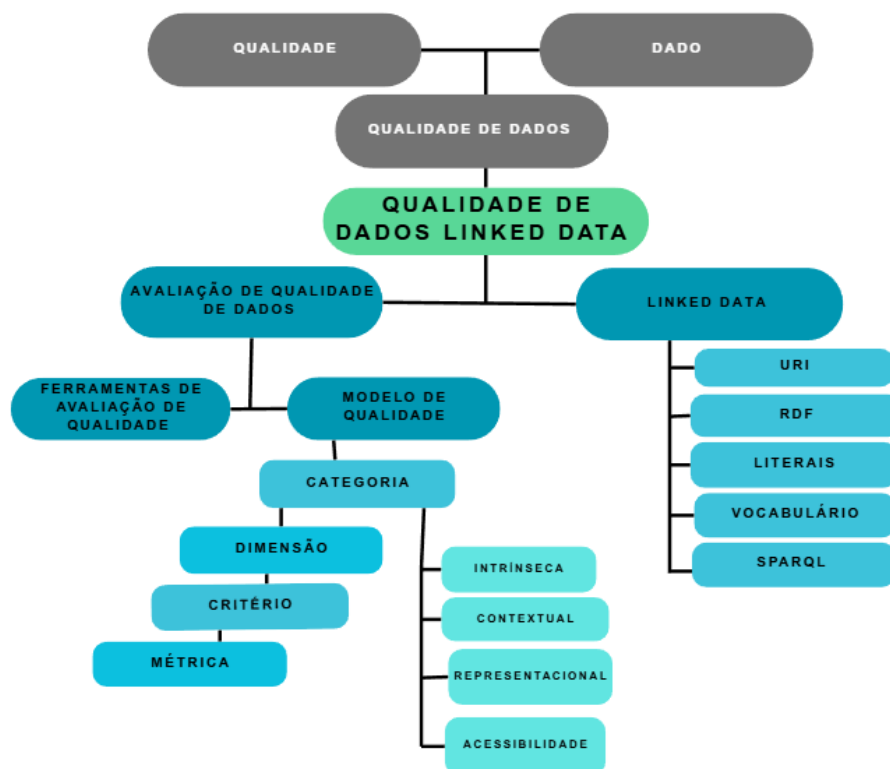 QUALIDADE
DADO
QUALIDADE DE DADOS
QUALIDADE DE
DADOS LINKED DATA
AVALIAÇÃO DE QUALIDADE
DE DADOS
LINKED DATA
FERRAMENTAS DE
AVALIAÇÃO DE
QUALIDADE
MODELO DE
QUALIDADE
CATEGORIA
DIMENSÃO
CRITÉRIO
MÉTRICA
INTRÍNSECA
CONTEXTUAL
REPRESENTACIONAL
ACESSIBILIDADE
URI
RDF
LITERAIS
VOCABULÁRIO
SPARQL